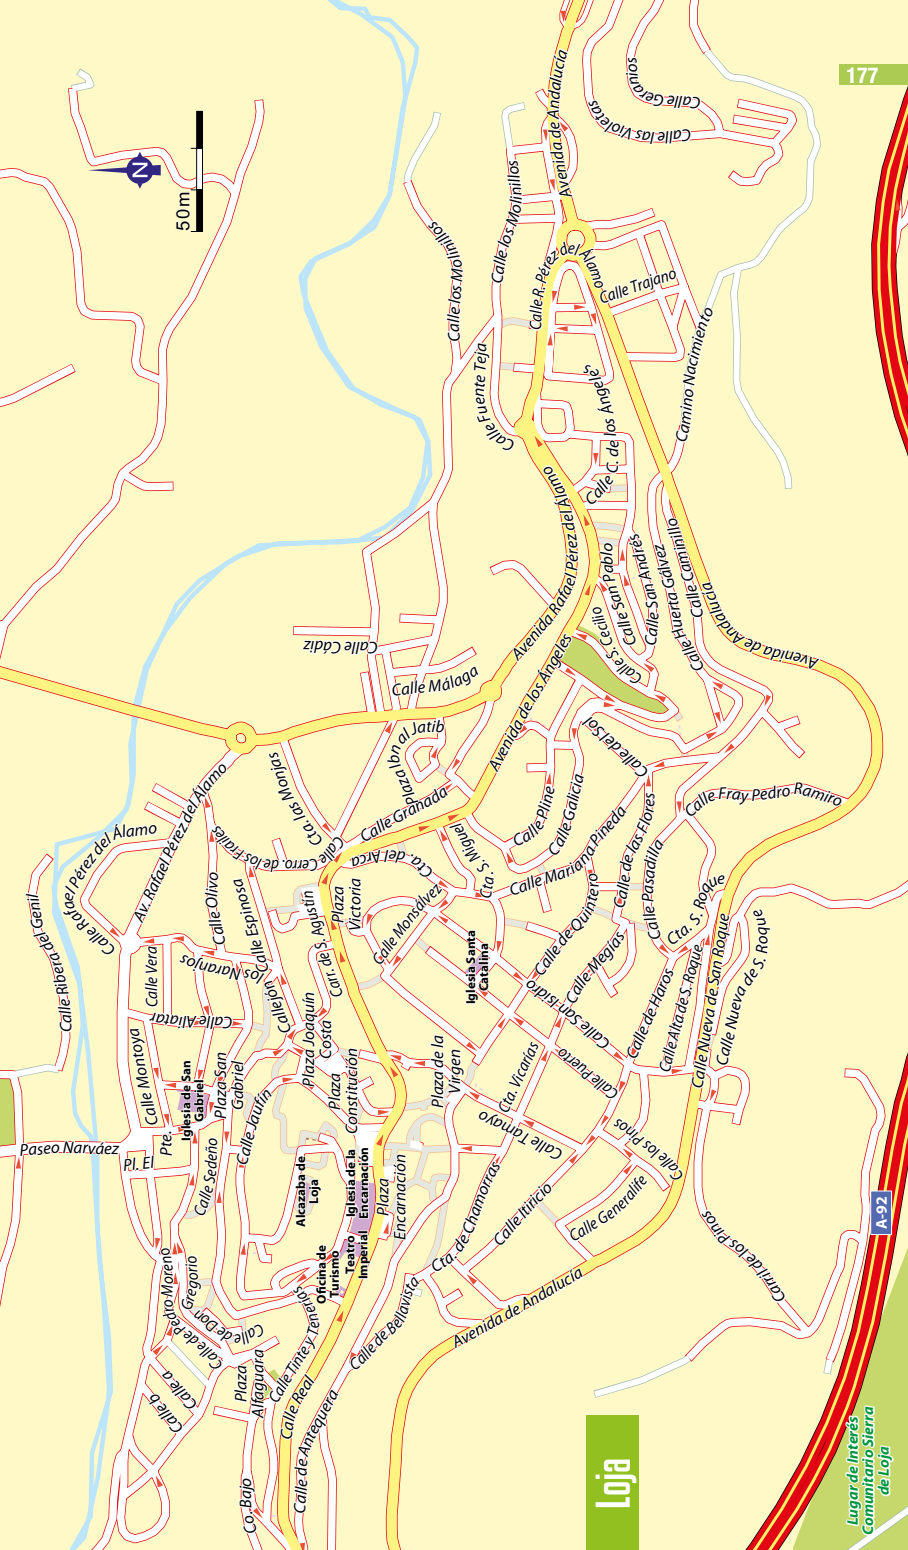 177
N
50m
Calle Geranios
Calle las Violetas
Avenida de Andalucía
Calle los Molinillos
Calle los Molinillos
Calle R. Pérez del Álamo
Calle Trajano
Camino Nacimiento
Calle Fuente Teja
Calle C. de los Ángeles
Avenida Rafael Pérez del Álamo
Calle San Pablo
Calle San Andrés
Calle Huerta Gálvez
Calle Caminillo
Calle S. Cecilio
Avenida de Andalucía
Calle Cádiz
Calle Málaga
Avenida de los Ángeles
Plaza Ibn al Jatib
Calle del Sol
Cta. las Monjas
Calle Granada
Calle Pline
Calle Galicia
Calle Fray Pedro Ramiro
Av. Rafael Pérez del Álamo
Calle Rafael Pérez del Álamo
Calle Cerro. de los Frailes
Cta. del Arca
Cta. S. Miguel
Calle Mariana Pineda
Calle de las Flores
Calle Pasadilla
Cta. S. Roque
Calle Ribera del Genil
Calle Olivo
Calle Espinosa
Callejón los Naranjos
Carr. de S. Agustín
Plaza
Victoria
Calle Monsálvez
Iglesia Santa
Catalina
Calle de Quintero
Calle Megías
Calle de Haros
Calle Alta de S. Roque
Calle Nueva de San Roque
Calle Nueva de S. Roque
Calle Vera
Calle Aliatar
Plaza Joaquín
Costa
Calle San Isidro
Calle Montoya
Iglesia de San
Gabriel
Plaza San
Gabriel
Calle Jaufín
Plaza
Constitución
Plaza de la
Virgen
Cta. Vicarías
Calle Puerto
Paseo Narváez
Pte.
Pl. El
Calle Sedeño
Alcazaba de
Loja
Iglesia de la
Encarnación
Plaza
Encarnación
Calle Tamayo
Calle los Pinos
Cta. de Chamorras
Calle Itiricio
Calle Generalife
A-92
Carril de los Pinos
Oficina de
Turismo
Teatro
Imperial
Calle de Pedro Moreno
Calle de Don
Gregorio
Calle Tinte y Tenerías
Calle de Bellavista
Avenida de Andalucía
Calle a
Calle b
Plaza
Alfaguara
Calle Real
Calle de Antequera
Co. Bajo
Loja
Lugar de Interés
Comunitario Sierra
de Loja